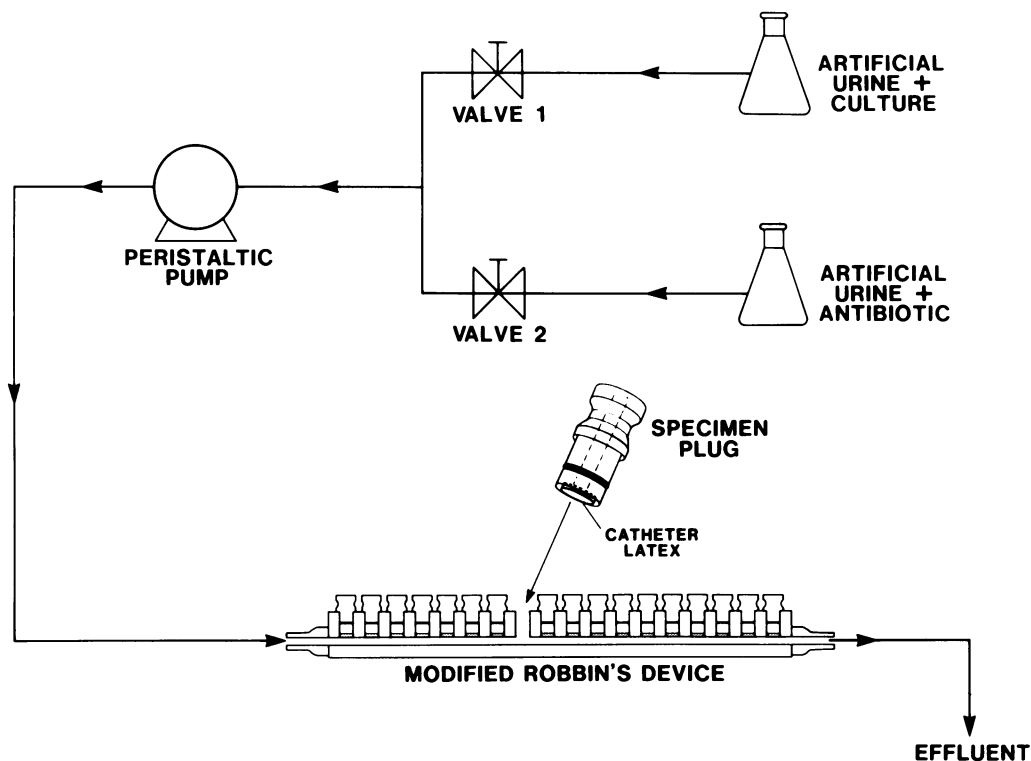 ARTIFICIAL
URINE +
CULTURE
VALVE 1
PERISTALTIC
PUMP
ARTIFICIAL
URINE +
ANTIBIOTIC
VALVE 2
SPECIMEN
PLUG
CATHETER
LATEX
MODIFIED ROBBIN'S DEVICE
EFFLUENT